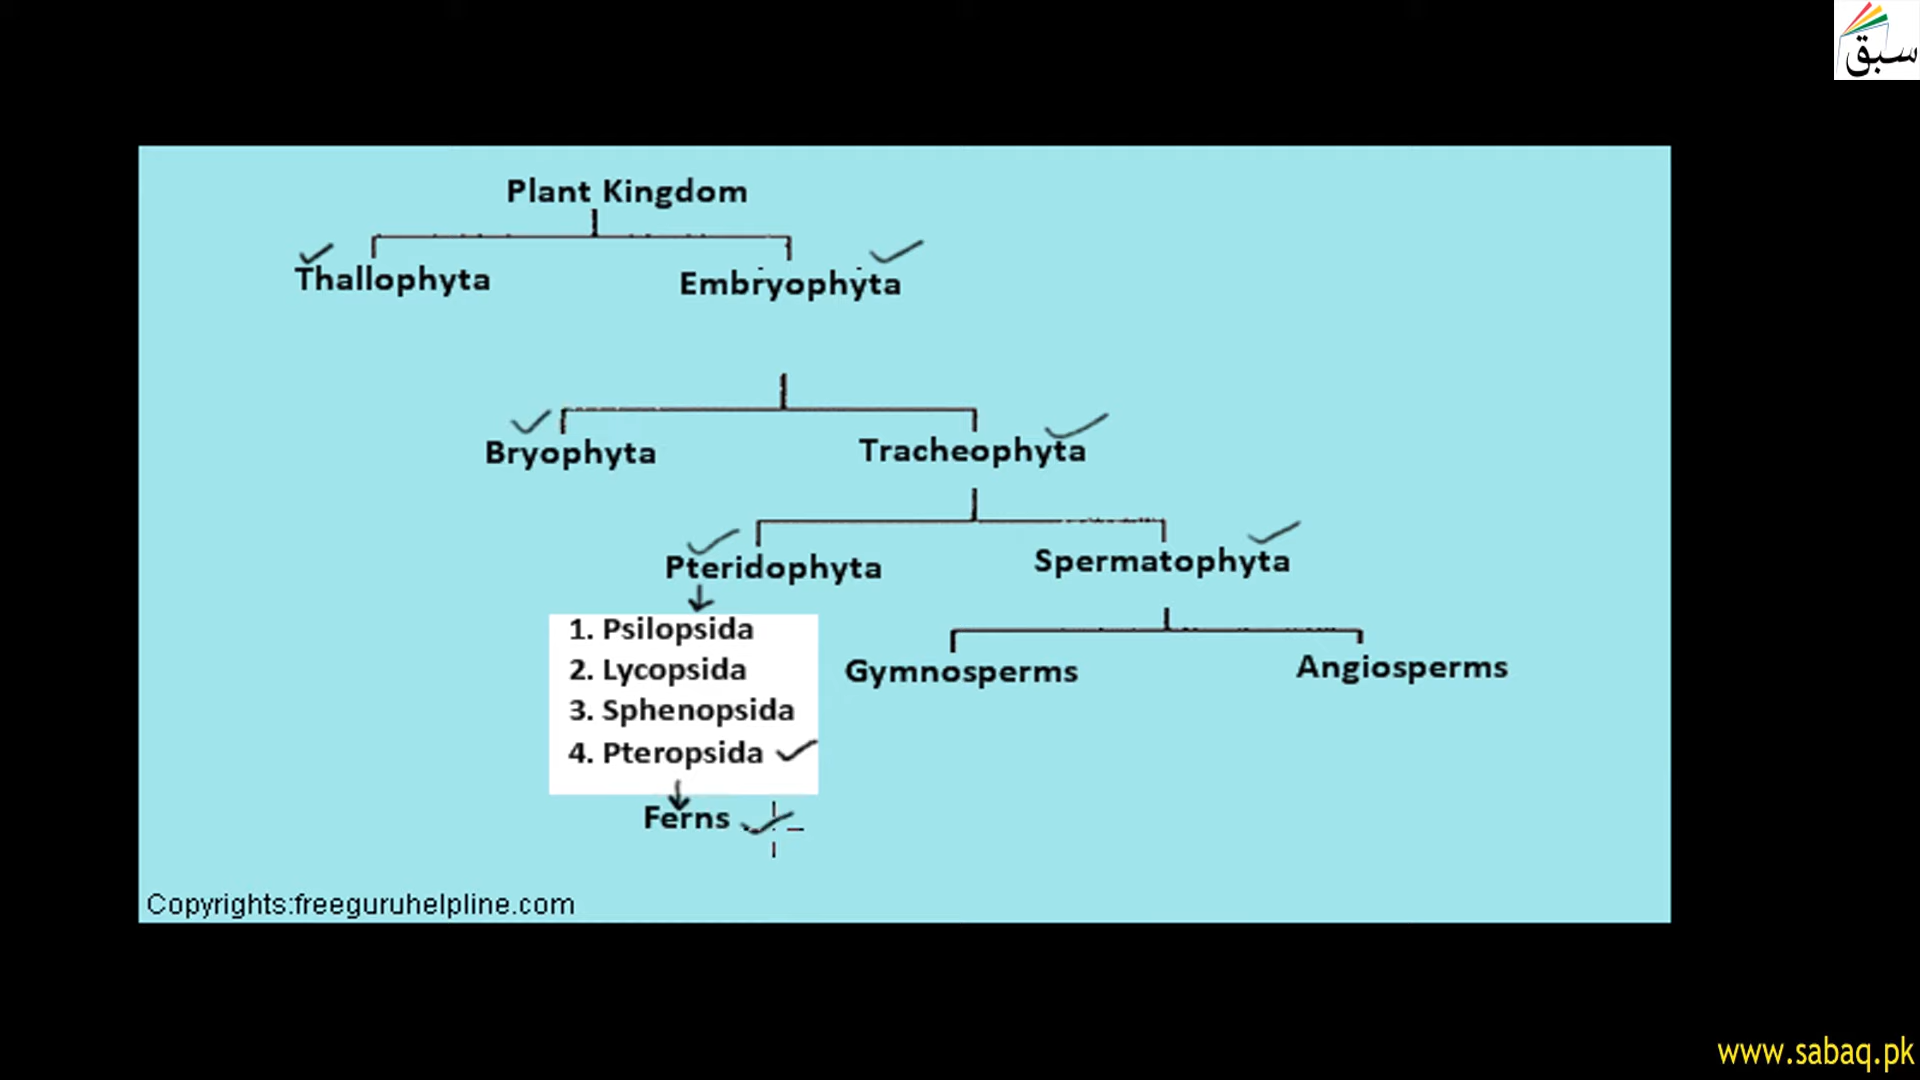 سبق
Plant Kingdom
Thallophyta
Embryophyta
Bryophyta
Tracheophyta
Pteridophyta
Spermatophyta
1. Psilopsida
2. Lycopsida
3. Sphenopsida
4. Pteropsida
Gymnosperms
Angiosperms
Ferns
Copyrights:freeguruhelpline.com
www.sabaq.pk